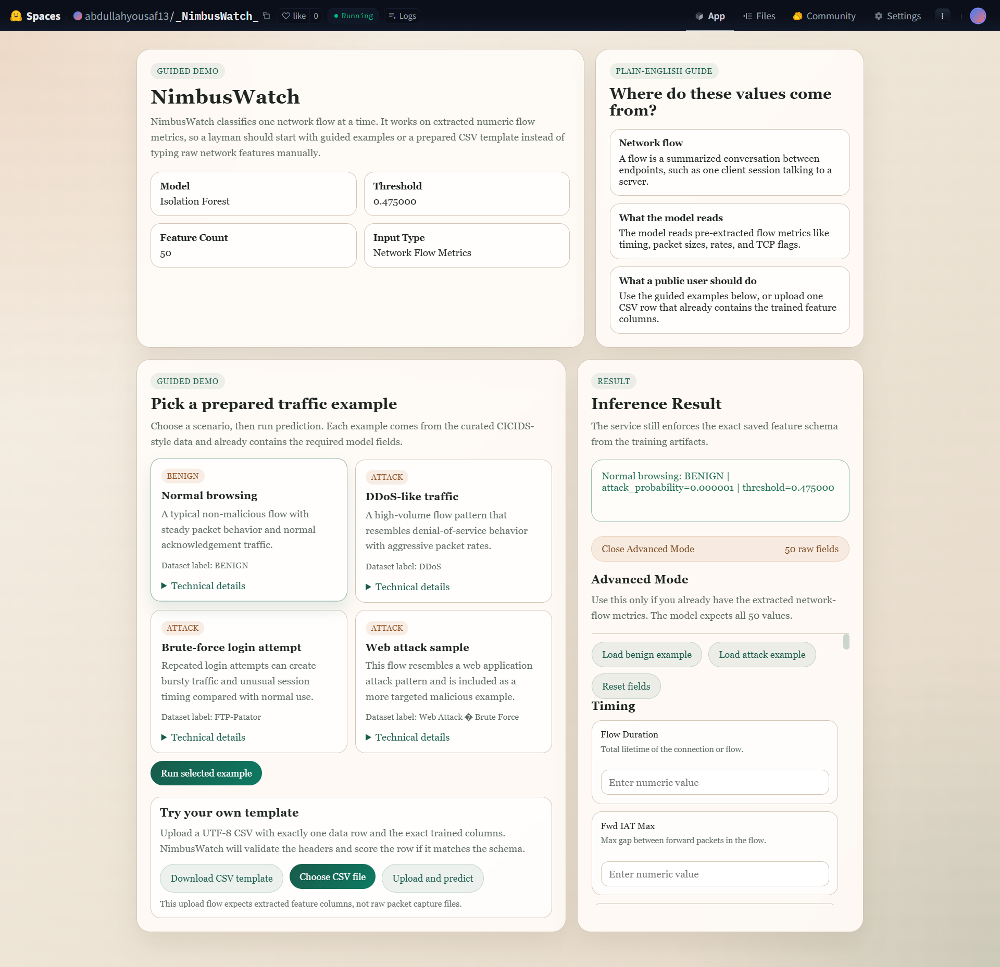 Spaces
abdullahyousaf13/_NimbusWatch_
like 0
Running
Logs
App
Files
Community
Settings
GUIDED DEMO
NimbusWatch
NimbusWatch classifies one network flow at a time. It works on extracted numeric flow
metrics, so a layman should start with guided examples or a prepared CSV template instead of
typing raw network features manually.
Model
Isolation Forest
Threshold
0.475000
Feature Count
50
Input Type
Network Flow Metrics
PLAIN-ENGLISH GUIDE
Where do these values come
from?
Network flow
A flow is a summarized conversation between
endpoints, such as one client session talking to a
server.
What the model reads
The model reads pre-extracted flow metrics like
timing, packet sizes, rates, and TCP flags.
What a public user should do
Use the guided examples below, or upload one
CSV row that already contains the trained feature
columns.
GUIDED DEMO
Pick a prepared traffic example
Choose a scenario, then run prediction. Each example comes from the curated CICIDS-
style data and already contains the required model fields.
BENIGN
Normal browsing
A typical non-malicious flow with
steady packet behavior and normal
acknowledgement traffic.
Dataset label: BENIGN
Technical details
ATTACK
DDoS-like traffic
A high-volume flow pattern that
resembles denial-of-service behavior
with aggressive packet rates.
Dataset label: DDoS
Technical details
ATTACK
Brute-force login attempt
Repeated login attempts can create
bursty traffic and unusual session
timing compared with normal use.
Dataset label: FTP-Patator
Technical details
ATTACK
Web attack sample
This flow resembles a web application
attack pattern and is included as a
more targeted malicious example.
Dataset label: Web Attack � Brute Force
Technical details
Run selected example
Try your own template
Upload a UTF-8 CSV with exactly one data row and the exact trained columns.
NimbusWatch will validate the headers and score the row if it matches the schema.
Download CSV template
Choose CSV file
Upload and predict
This upload flow expects extracted feature columns, not raw packet capture files.
RESULT
Inference Result
The service still enforces the exact saved feature schema
from the training artifacts.
Normal browsing: BENIGN |
attack_probability=0.000001 | threshold=0.475000
Close Advanced Mode
50 raw fields
Advanced Mode
Use this only if you already have the extracted network-
flow metrics. The model expects all 50 values.
Load benign example
Load attack example
Reset fields
Timing
Flow Duration
Total lifetime of the connection or flow.
Enter numeric value
Fwd IAT Max
Max gap between forward packets in the flow.
Enter numeric value